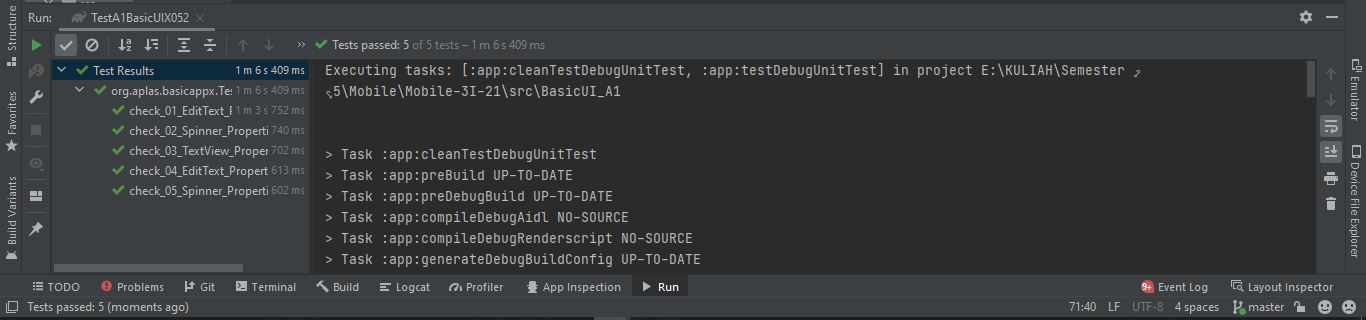 Run: TestA1BasicUIX052
Tests passed: 5 of 5 tests – 1 m 6 s 409 ms
Test Results 1 m 6 s 409 ms
org.aplas.basicappx.Tes 1 m 6 s 409 ms
check_01_EditText_P 1 m 3 s 752 ms
check_02_Spinner_Properti 740 ms
check_03_TextView_Proper 702 ms
check_04_EditText_Propert 613 ms
check_05_Spinner_Properti 602 ms
Executing tasks: [:app:cleanTestDebugUnitTest, :app:testDebugUnitTest] in project E:\KULIAH\Semester
5\Mobile\Mobile-3I-21\src\BasicUI_A1
> Task :app:cleanTestDebugUnitTest
> Task :app:preBuild UP-TO-DATE
> Task :app:preDebugBuild UP-TO-DATE
> Task :app:compileDebugAidl NO-SOURCE
> Task :app:compileDebugRenderscript NO-SOURCE
> Task :app:generateDebugBuildConfig UP-TO-DATE
Structure
Favorites
Build Variants
Emulator
Device File Explorer
TODO Problems Git Terminal Build Logcat Profiler App Inspection Run 9+ Event Log Layout Inspector
Tests passed: 5 (moments ago) 71:40 LF UTF-8 4 spaces master